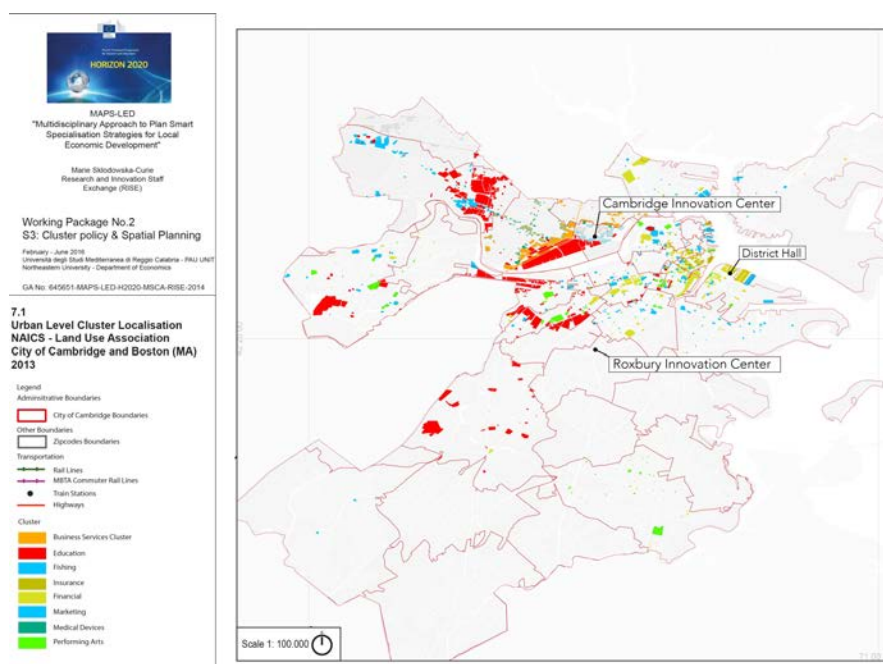 HORIZON 2020
MAPS-LED
"Multidisciplinary Approach to Plan Smart
Specialisation Strategies for Local
Economic Development"
Marie Sklodowska-Curie
Research and Innovation Staff
Exchange (RISE)
Working Package No.2
S3: Cluster policy & Spatial Planning
February - June 2016
Università degli Studi Mediterranea di Reggio Calabria - PAU UNIT
Northeastern University - Department of Economics
GA No: 645651-MAPS-LED-H2020-MSCA-RISE-2014
7.1
Urban Level Cluster Localisation
NAICS - Land Use Association
City of Cambridge and Boston (MA)
2013
Legend
Adminsitrative Boundaries
City of Cambridge Boundaries
Other Boundaries
Zipcodes Boundaries
Transportation
Rail Lines
MBTA Commuter Rail Lines
Train Stations
Highways
Cluster
Business Services Cluster
Education
Fishing
Insurance
Financial
Marketing
Medical Devices
Performing Arts
Cambridge Innovation Center
District Hall
Roxbury Innovation Center
Scale 1: 100.000